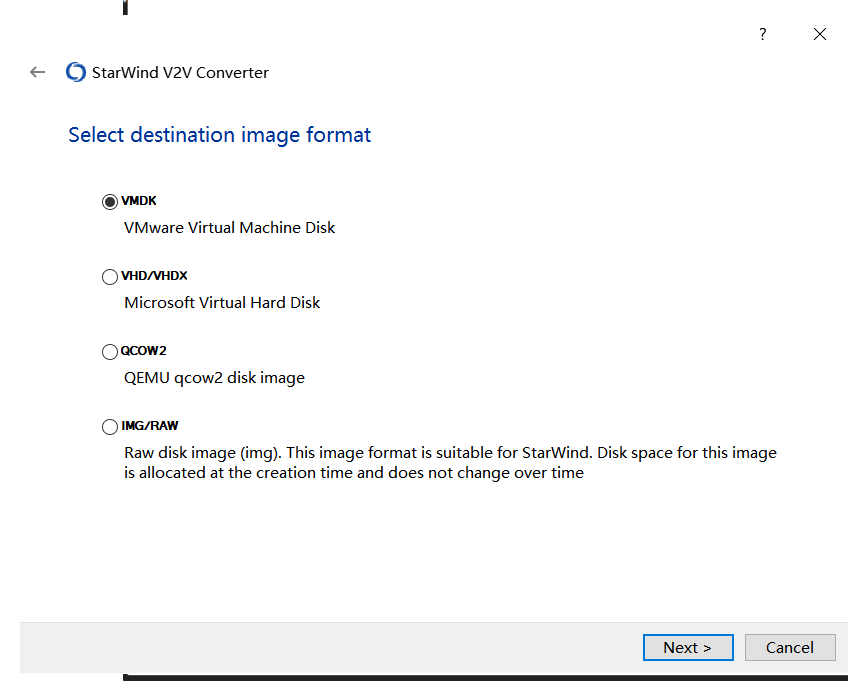 ?
StarWind V2V Converter
Select destination image format
VMDK
VMware Virtual Machine Disk
VHD/VHDX
Microsoft Virtual Hard Disk
QCOW2
QEMU qcow2 disk image
IMG/RAW
Raw disk image (img). This image format is suitable for StarWind. Disk space for this image
is allocated at the creation time and does not change over time
Next >
Cancel